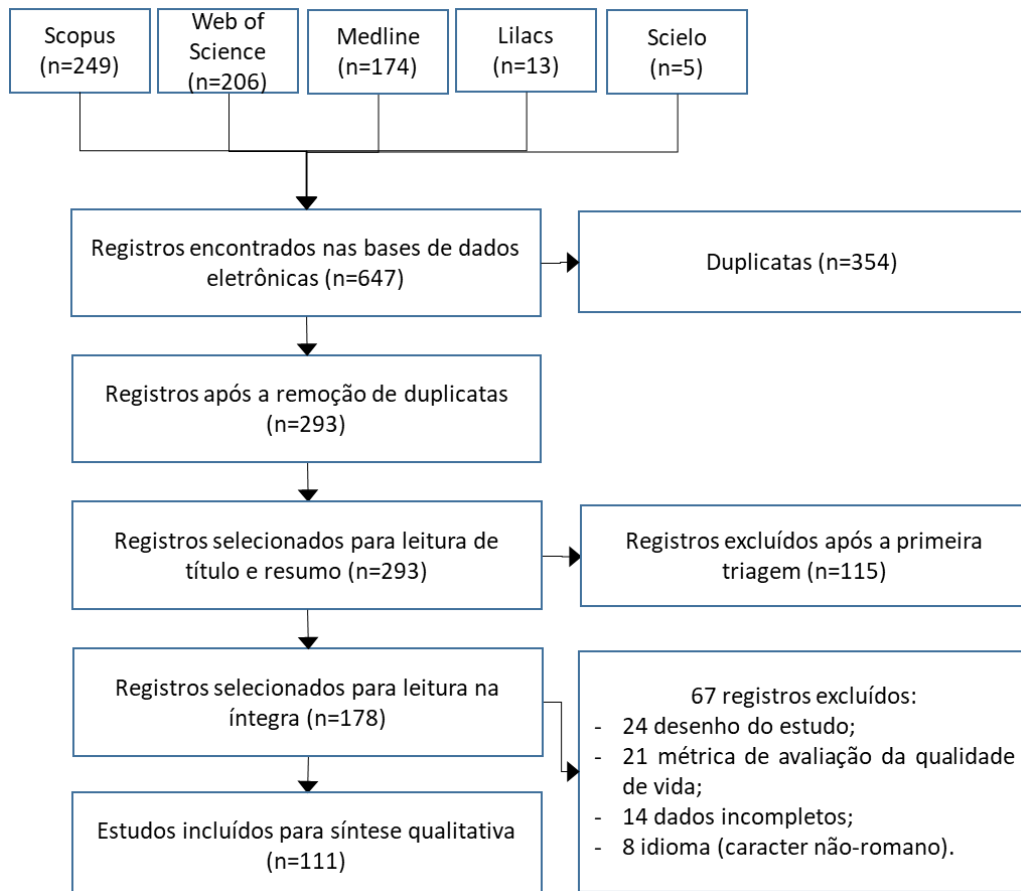 Scopus
(n=249)
Web of
Science
(n=206)
Medline
(n=174)
Lilacs
(n=13)
Scielo
(n=5)
Registros encontrados nas bases de dados
eletrônicas (n=647)
Duplicatas (n=354)
Registros após a remoção de duplicatas
(n=293)
Registros selecionados para leitura de
título e resumo (n=293)
Registros excluídos após a primeira
triagem (n=115)
Registros selecionados para leitura na
íntegra (n=178)
67 registros excluídos:
- 24 desenho do estudo;
- 21 métrica de avaliação da qualidade
de vida;
- 14 dados incompletos;
- 8 idioma (caracter não-romano).
Estudos incluídos para síntese qualitativa
(n=111)